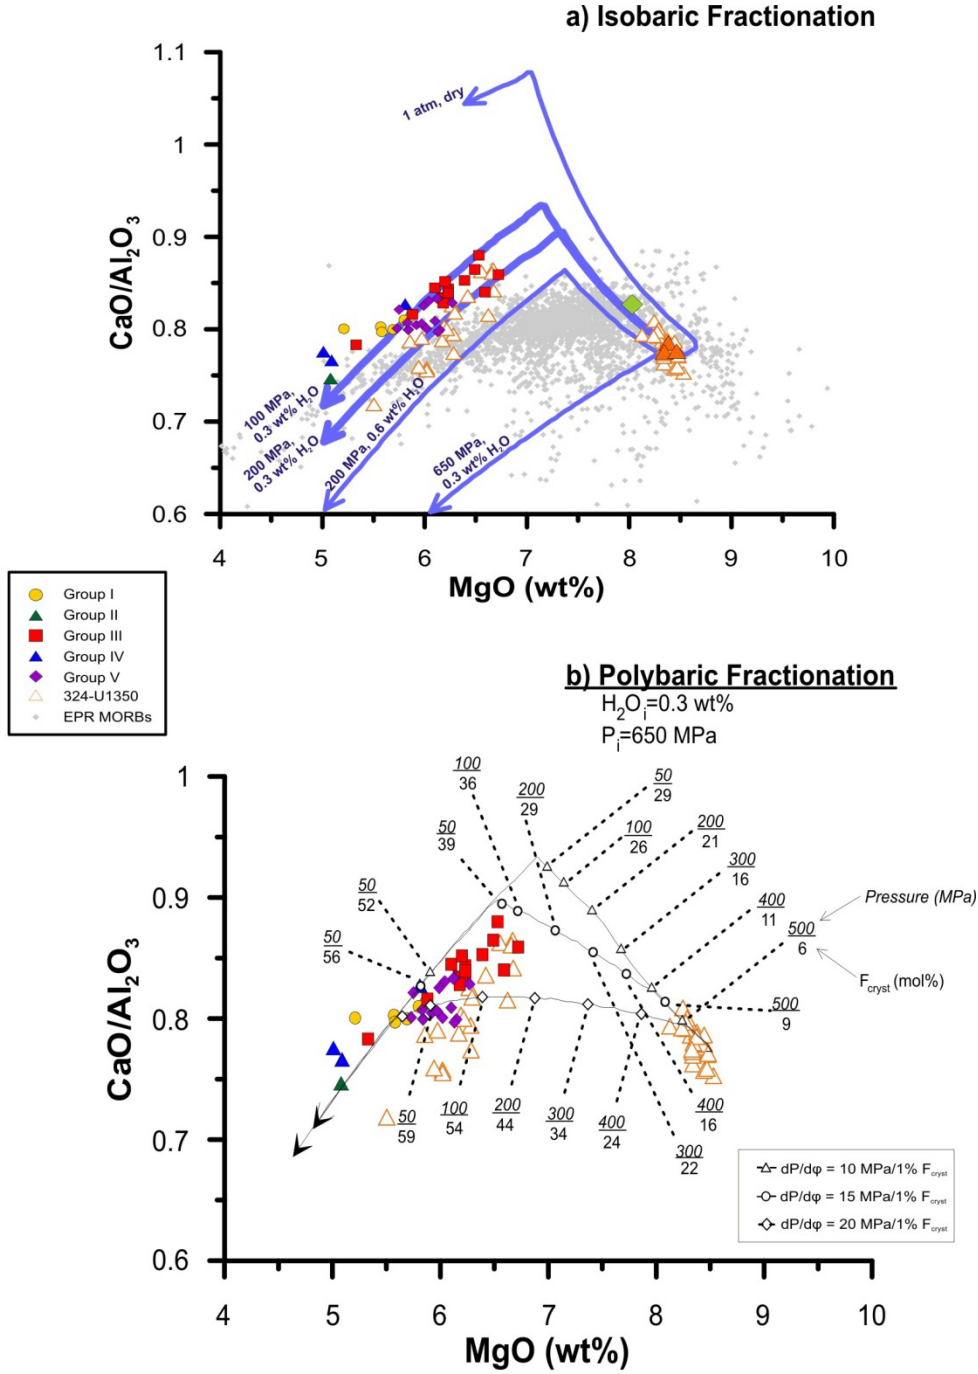 a) Isobaric Fractionation
1.1
1
0.9
0.8
0.7
0.6
CaO/Al₂O₃
1 atm, dry
100 MPa,
0.3 wt% H₂O
200 MPa,
0.3 wt% H₂O
200 MPa, 0.6 wt% H₂O
650 MPa,
0.3 wt% H₂O
4
5
6
7
8
9
10
MgO (wt%)
Group I
Group II
Group III
Group IV
Group V
324-U1350
EPR MORBs
b) Polybaric Fractionation
H₂Oᵢ=0.3 wt%
Pᵢ=650 MPa
1
0.9
0.8
0.7
0.6
CaO/Al₂O₃
100
36
200
29
50
29
50
39
100
26
200
21
300
16
50
52
400
11
Pressure (MPa)
500
6
50
56
F_cryst (mol%)
500
9
50
59
100
54
200
44
300
34
400
24
400
16
300
22
dP/dφ = 10 MPa/1% F_cryst
dP/dφ = 15 MPa/1% F_cryst
dP/dφ = 20 MPa/1% F_cryst
4
5
6
7
8
9
10
MgO (wt%)